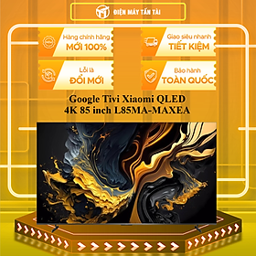 ĐIỆN MÁY TẤN TÀI
Hàng chính hãng
MỚI 100%
Giao siêu nhanh
TIẾT KIỆM
Lỗi là
ĐỔI MỚI
Bảo hành
TOÀN QUỐC
Google Tivi Xiaomi QLED
4K 85 inch L85MA-MAXEA